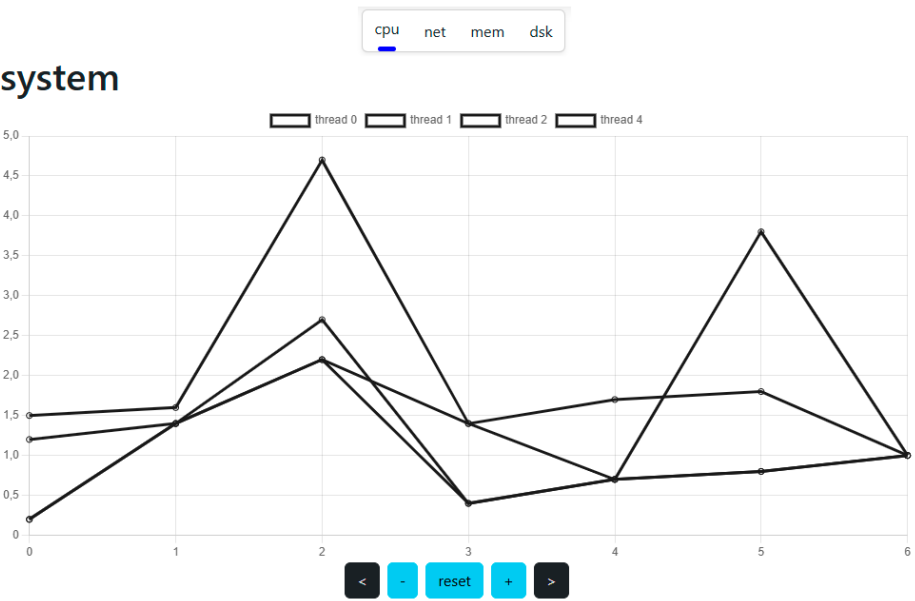 cpu net mem dsk
system
thread 0 thread 1 thread 2 thread 4
5,0
4,5
4,0
3,5
3,0
2,5
2,0
1,5
1,0
0,5
0
0 1 2 3 4 5 6
< - reset + >